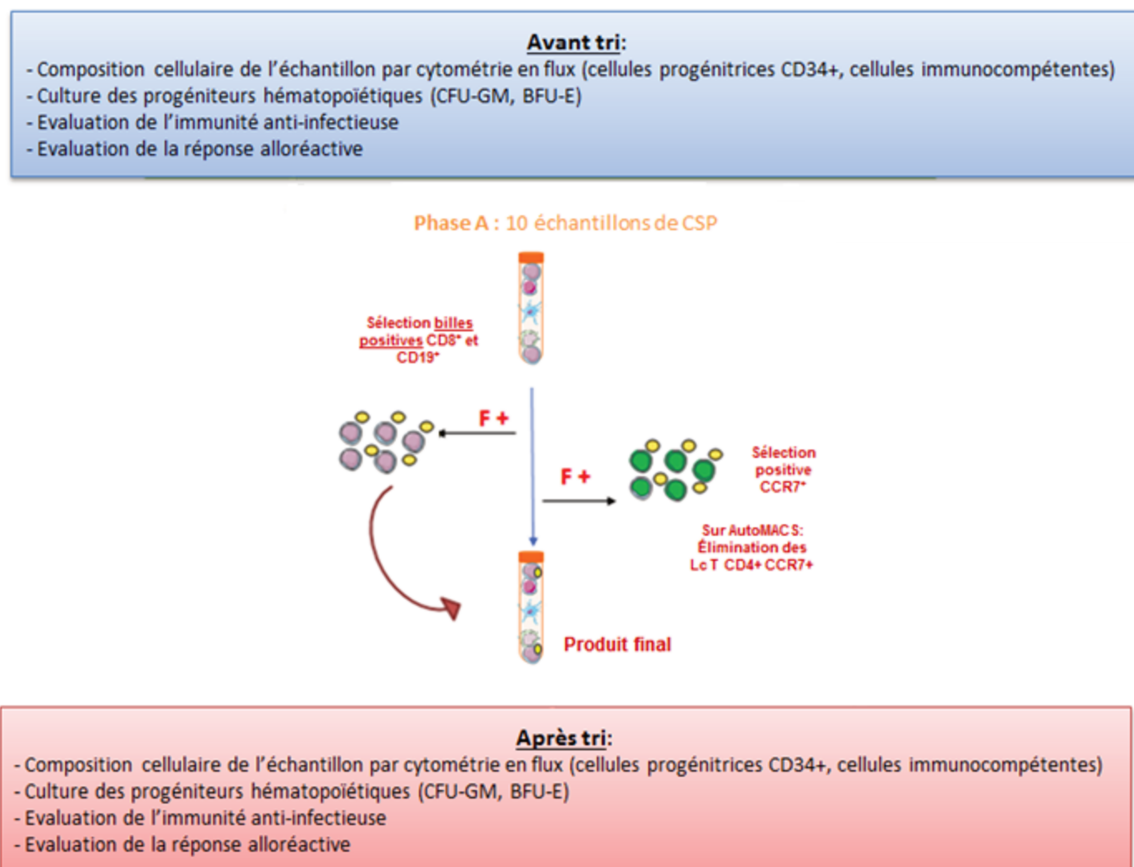 Avant tri:
- Composition cellulaire de l'échantillon par cytométrie en flux (cellules progénitrices CD34+, cellules immunocompétentes)
- Culture des progéniteurs hématopoïétiques (CFU-GM, BFU-E)
- Evaluation de l'immunité anti-infectieuse
- Evaluation de la réponse alloréactive
Phase A : 10 échantillons de CSP
Sélection billes
positives CD8⁺ et
CD19⁺
F +
F +
Sélection
positive
CCR7⁺
Sur AutoMACS:
Élimination des
Lc T CD4+ CCR7+
Produit final
Après tri:
- Composition cellulaire de l'échantillon par cytométrie en flux (cellules progénitrices CD34+, cellules immunocompétentes)
- Culture des progéniteurs hématopoïétiques (CFU-GM, BFU-E)
- Evaluation de l'immunité anti-infectieuse
- Evaluation de la réponse alloréactive